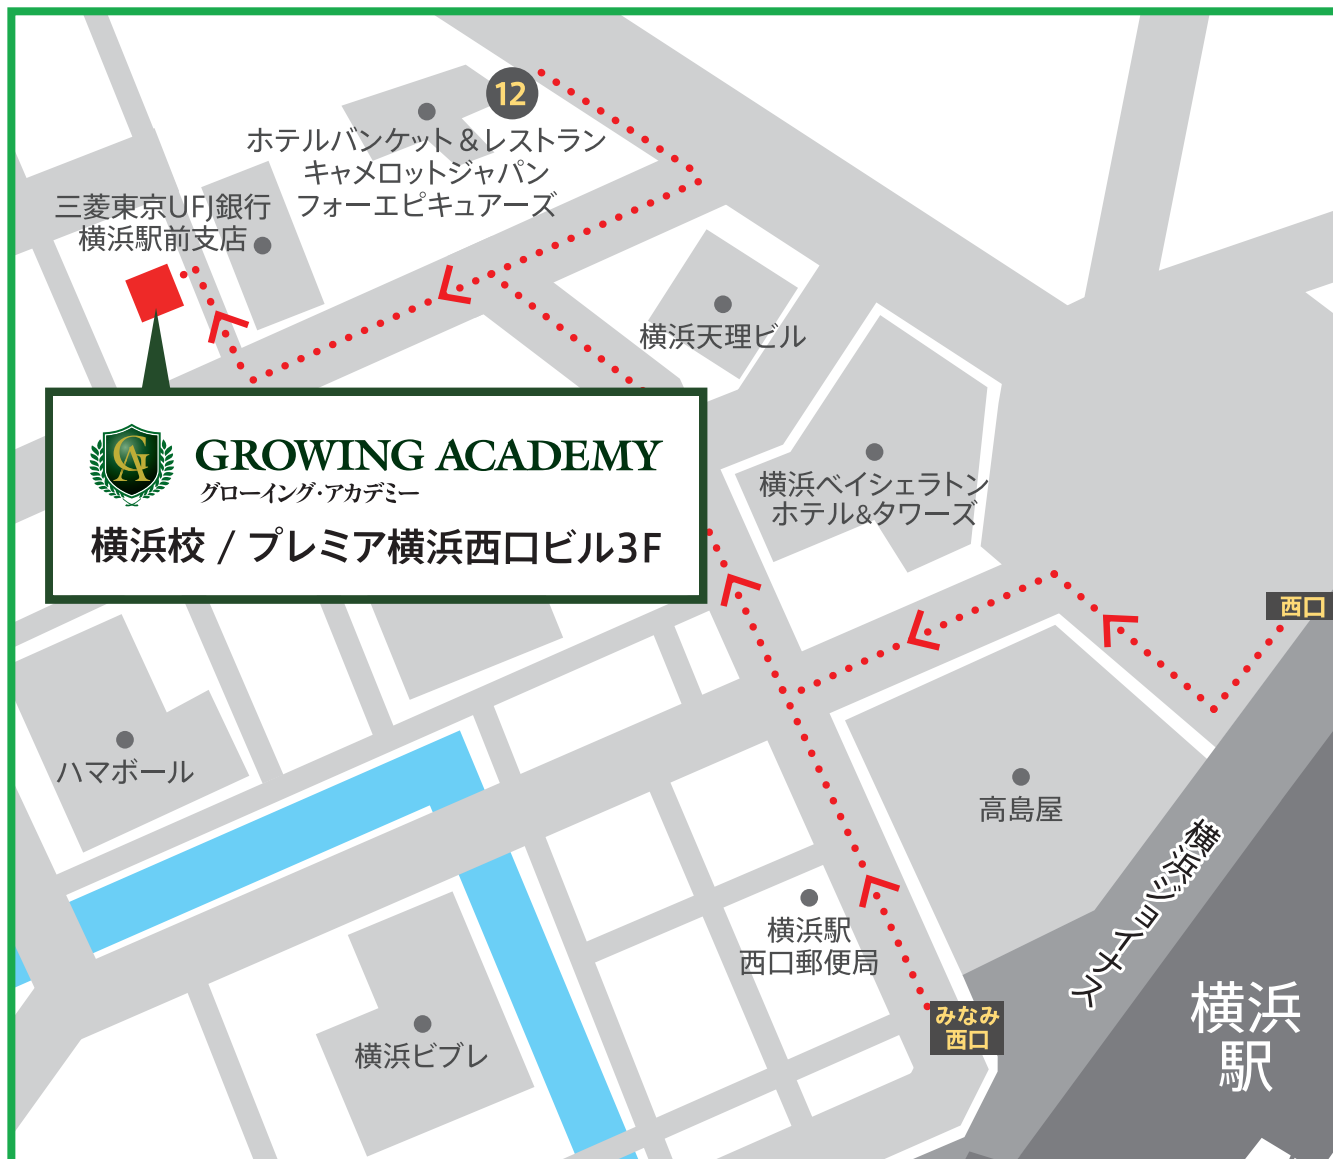 12
ホテルバンケット&レストラン
キャメロットジャパン
フォーエピキュアーズ
三菱東京UFJ銀行
横浜駅前支店
横浜天理ビル
GROWING ACADEMY
グローイング・アカデミー
横浜校 / プレミア横浜西口ビル3F
横浜ベイシェラトン
ホテル&タワーズ
西口
ハマボール
高島屋
横浜ジョイナス
横浜駅
西口郵便局
みなみ
西口
横浜
駅
横浜ビブレ